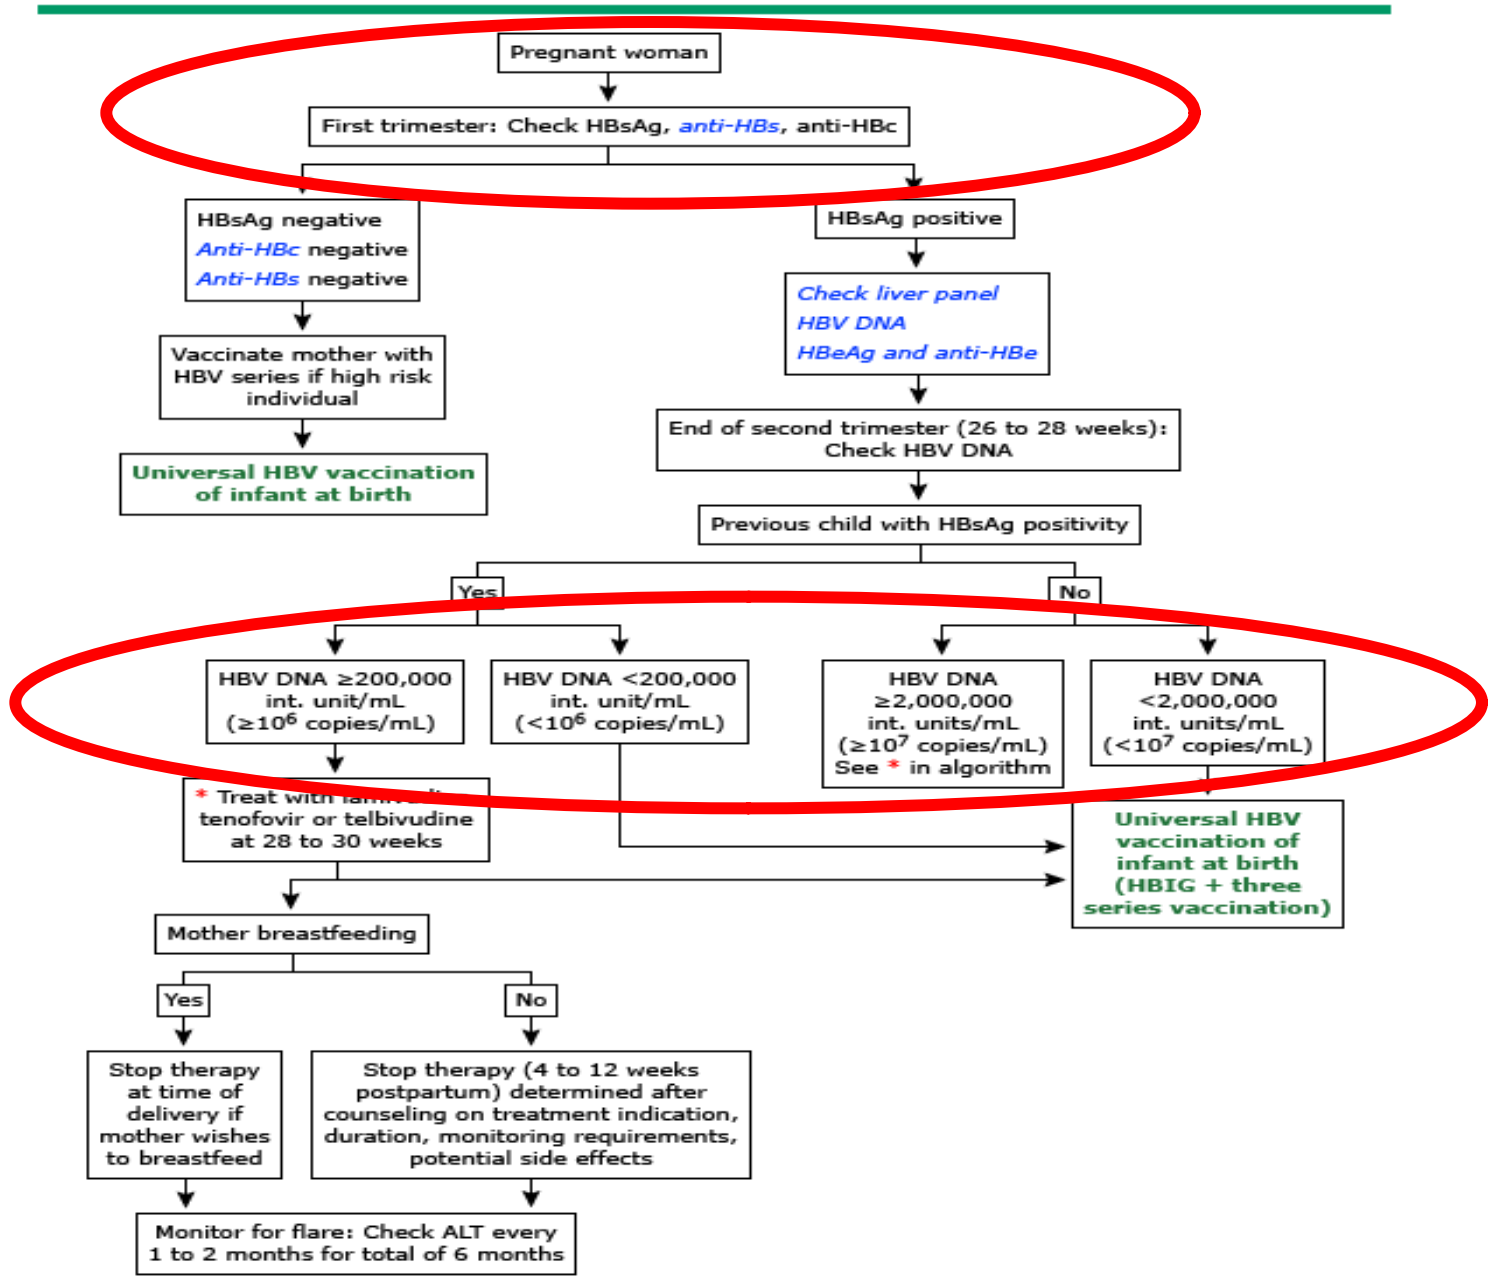 Pregnant woman
First trimester: Check HBsAg, anti-HBs, anti-HBc
HBsAg negative
Anti-HBc negative
Anti-HBs negative
Vaccinate mother with
HBV series if high risk
individual
Universal HBV vaccination
of infant at birth
HBsAg positive
Check liver panel
HBV DNA
HBeAg and anti-HBe
End of second trimester (26 to 28 weeks):
Check HBV DNA
Previous child with HBsAg positivity
Yes
No
HBV DNA ≥200,000
int. unit/mL
(≥10⁶ copies/mL)
HBV DNA <200,000
int. unit/mL
(<10⁶ copies/mL)
HBV DNA
≥2,000,000
int. units/mL
(≥10⁷ copies/mL)
See * in algorithm
HBV DNA
<2,000,000
int. units/mL
(<10⁷ copies/mL)
* Treat with
tenofovir or telbivudine
at 28 to 30 weeks
Universal HBV
vaccination of
infant at birth
(HBIG + three
series vaccination)
Mother breastfeeding
Yes
No
Stop therapy
at time of
delivery if
mother wishes
to breastfeed
Stop therapy (4 to 12 weeks
postpartum) determined after
counseling on treatment indication,
duration, monitoring requirements,
potential side effects
Monitor for flare: Check ALT every
1 to 2 months for total of 6 months